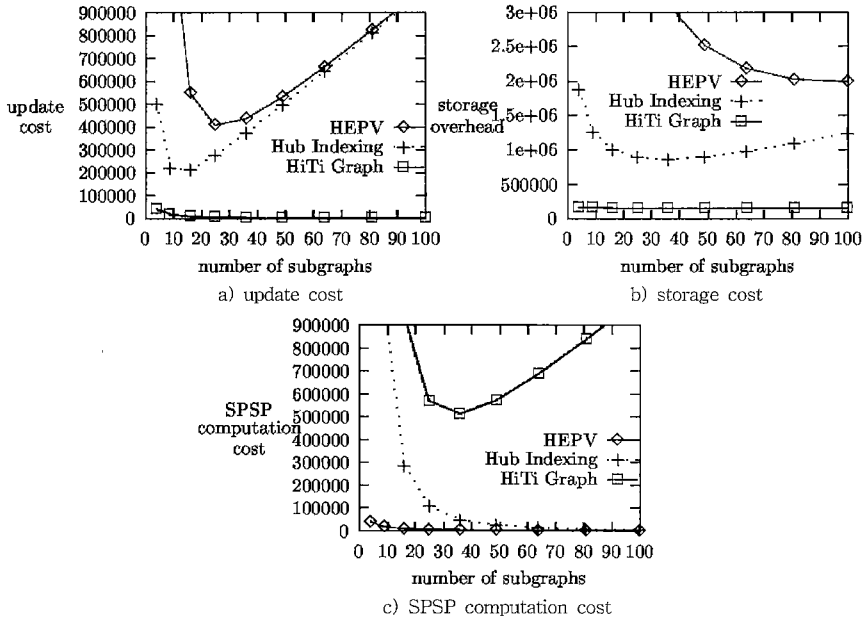 900000
800000
700000
600000
500000
400000
300000
200000
100000
0
update
cost
HEPV
Hub Indexing
HiTi Graph
0 10 20 30 40 50 60 70 80 90 100
number of subgraphs
a) update cost
3e+06
2.5e+06
2e+06
1.5e+06
1e+06
500000
0
storage
overhead
HEPV
Hub Indexing
HiTi Graph
0 10 20 30 40 50 60 70 80 90 100
number of subgraphs
b) storage cost
900000
800000
700000
600000
500000
400000
300000
200000
100000
0
SPSP
computation
cost
HEPV
Hub Indexing
HiTi Graph
0 10 20 30 40 50 60 70 80 90 100
number of subgraphs
c) SPSP computation cost